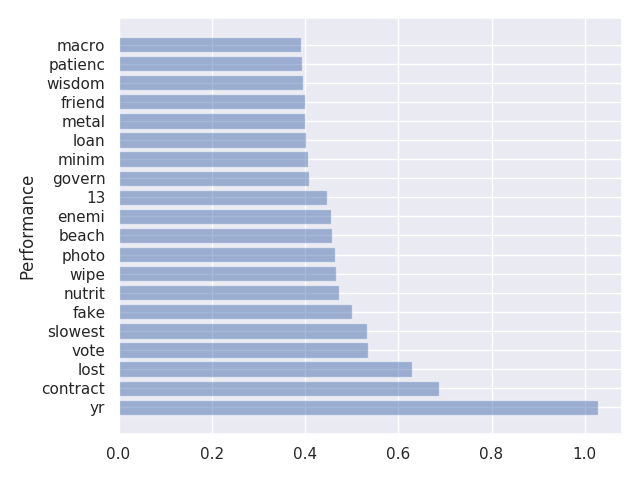 macro
patienc
wisdom
friend
metal
loan
minim
govern
13
enemi
beach
photo
wipe
nutrit
fake
slowest
vote
lost
contract
yr
Performance
0.0 0.2 0.4 0.6 0.8 1.0